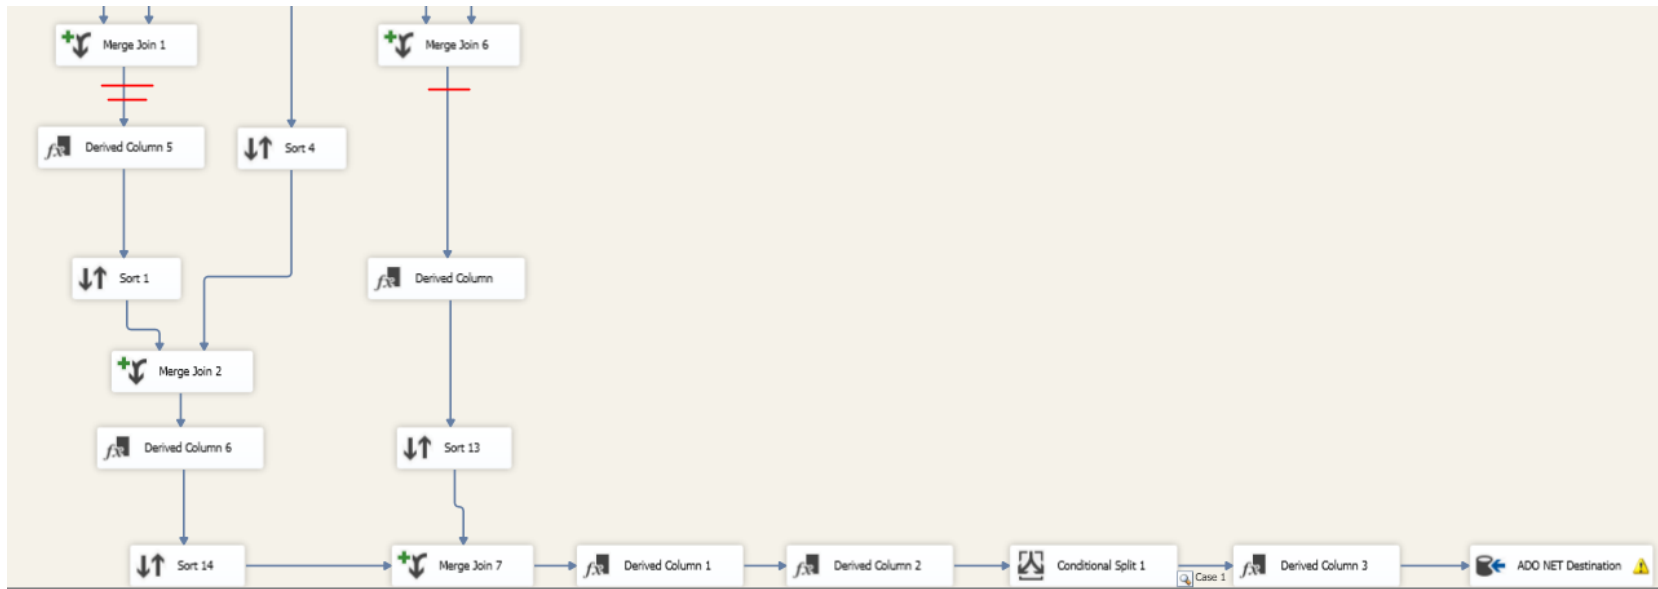 Merge Join 1
Merge Join 6
Derived Column 5
Sort 4
Sort 1
Derived Column
Merge Join 2
Derived Column 6
Sort 13
Sort 14
Merge Join 7
Derived Column 1
Derived Column 2
Conditional Split 1
Case 1
Derived Column 3
ADO NET Destination